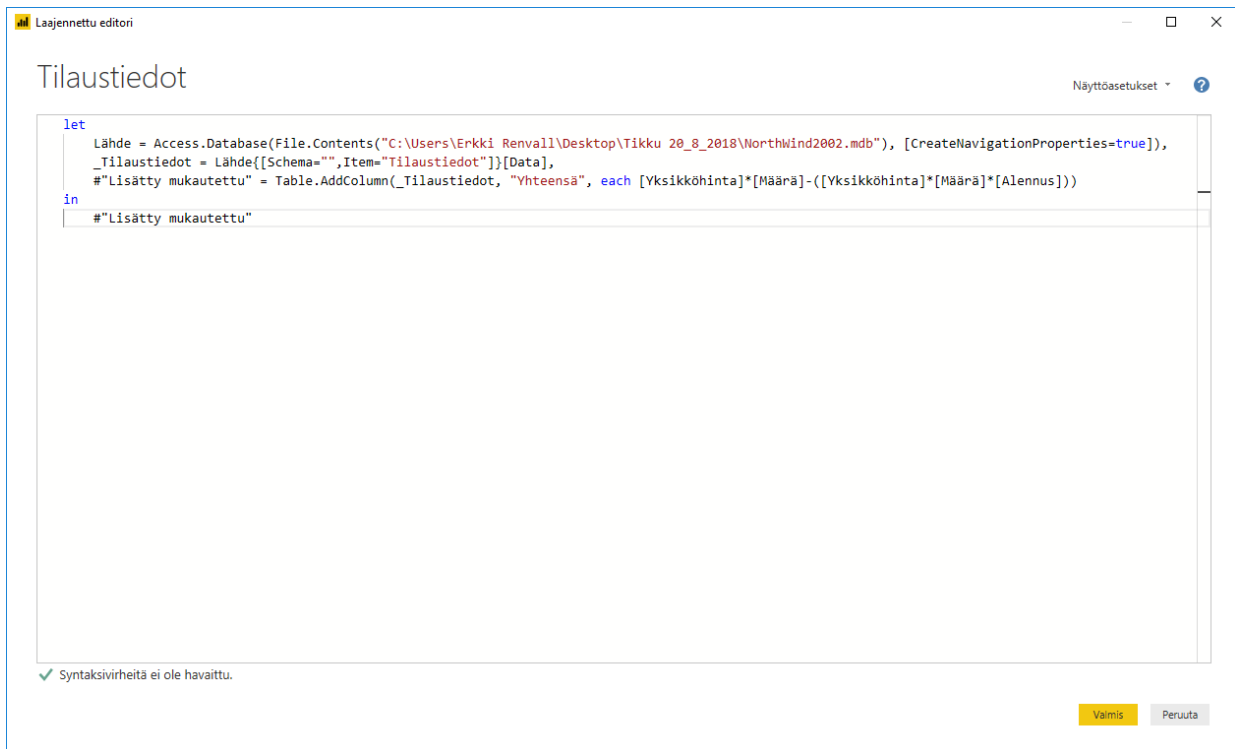 Laajennettu editori
Tilaustiedot
Näyttöasetukset
let
Lähde = Access.Database(File.Contents("C:\Users\Erkki Renvall\Desktop\Tikku 20_8_2018\NorthWind2002.mdb"), [CreateNavigationProperties=true]),
_Tilaustiedot = Lähde{[Schema="",Item="Tilaustiedot"]}[Data],
#"Lisätty mukautettu" = Table.AddColumn(_Tilaustiedot, "Yhteensä", each [Yksikköhinta]*[Määrä]-([Yksikköhinta]*[Määrä]*[Alennus]))
in
#"Lisätty mukautettu"
Syntaksivirheitä ei ole havaittu.
Valmis Peruuta